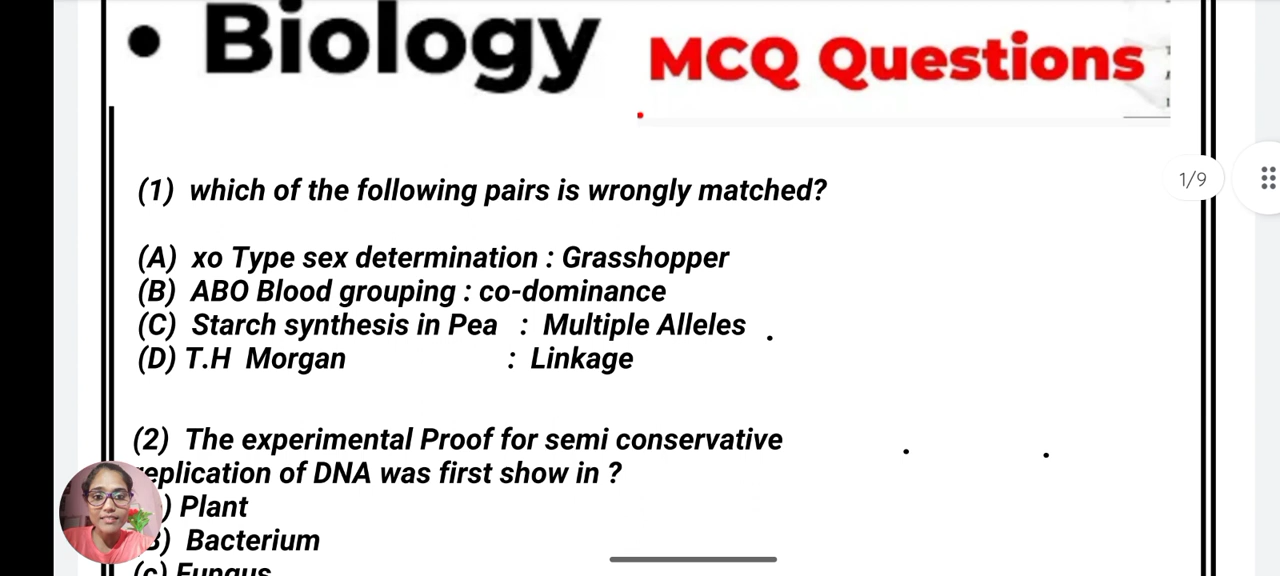 • Biology MCQ Questions
(1) which of the following pairs is wrongly matched?
1/9
(A) xo Type sex determination : Grasshopper
(B) ABO Blood grouping : co-dominance
(C) Starch synthesis in Pea : Multiple Alleles
(D) T.H Morgan : Linkage
(2) The experimental Proof for semi conservative
replication of DNA was first show in ?
) Plant
B) Bacterium
(c) Fungus